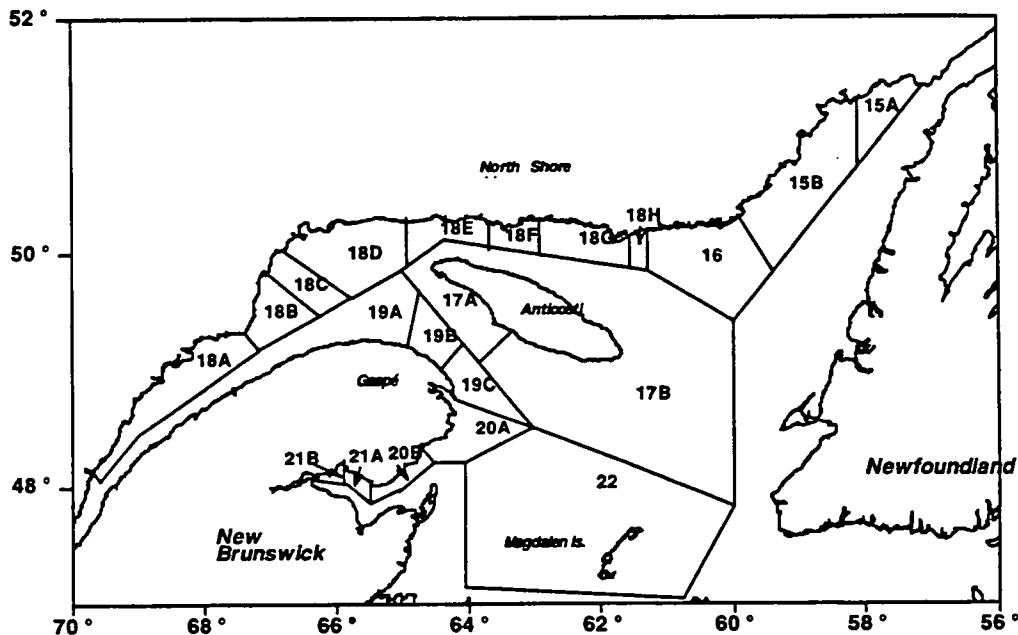 52°
15A
North Shore
15B
18H
18E
18F
18G
50°
18D
16
18C
17A
18B
19A
Anticosti
19B
18A
Gaspé
19C
17B
20A
21B
21A
20B
Newfoundland
48°
22
New
Brunswick
Magdalen Is.
70°
68°
66°
64°
62°
60°
58°
56°